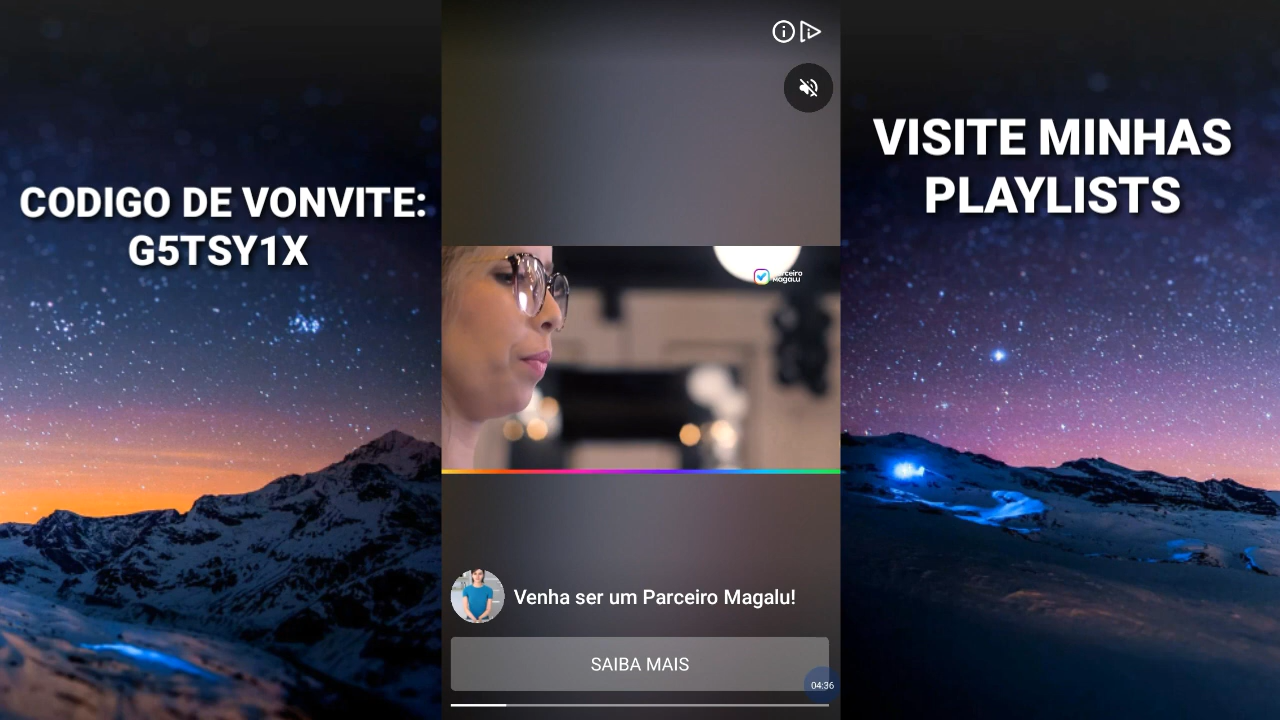 CODIGO DE VONVITE:
G5TSY1X
Parceiro
Magalu
Venha ser um Parceiro Magalu!
SAIBA MAIS
04:36
VISITE MINHAS
PLAYLISTS